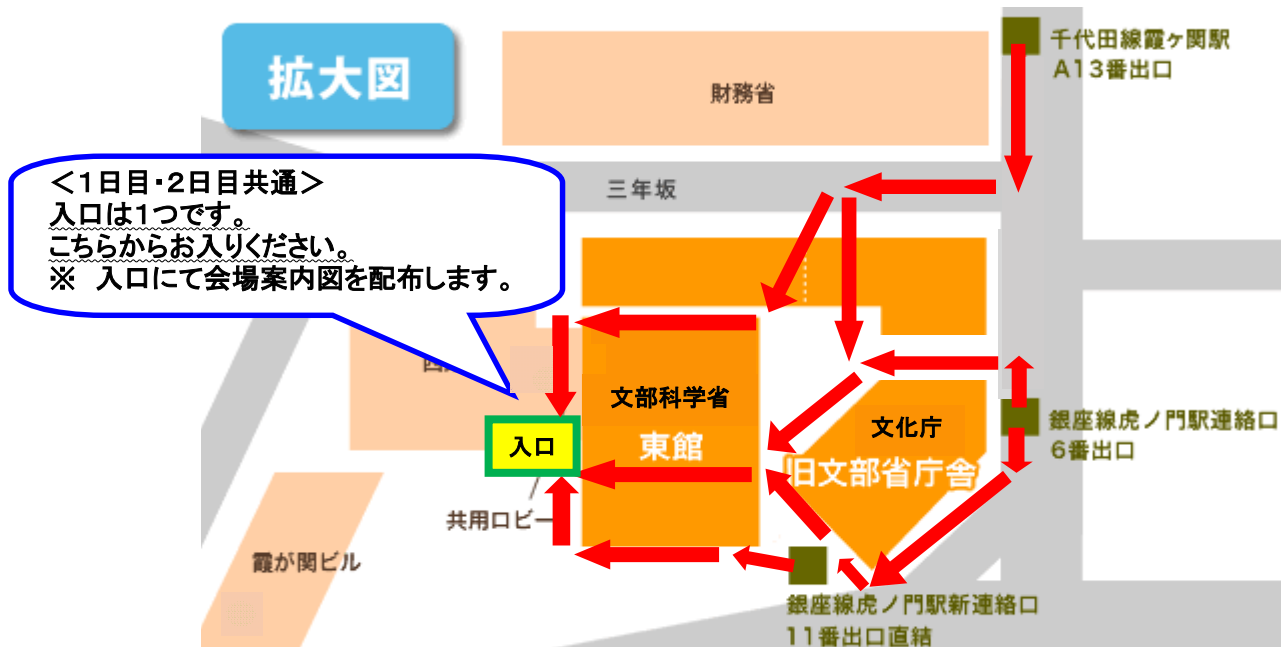 拡大図
財務省
千代田線霞ヶ関駅
A13番出口
三年坂
＜1日目・2日目共通＞
入口は1つです。
こちらからお入りください。
※　入口にて会場案内図を配布します。
文部科学省
東館
文化庁
旧文部省庁舎
入口
共用ロビー
銀座線虎ノ門駅連絡口
6番出口
霞が関ビル
銀座線虎ノ門駅新連絡口
11番出口直結